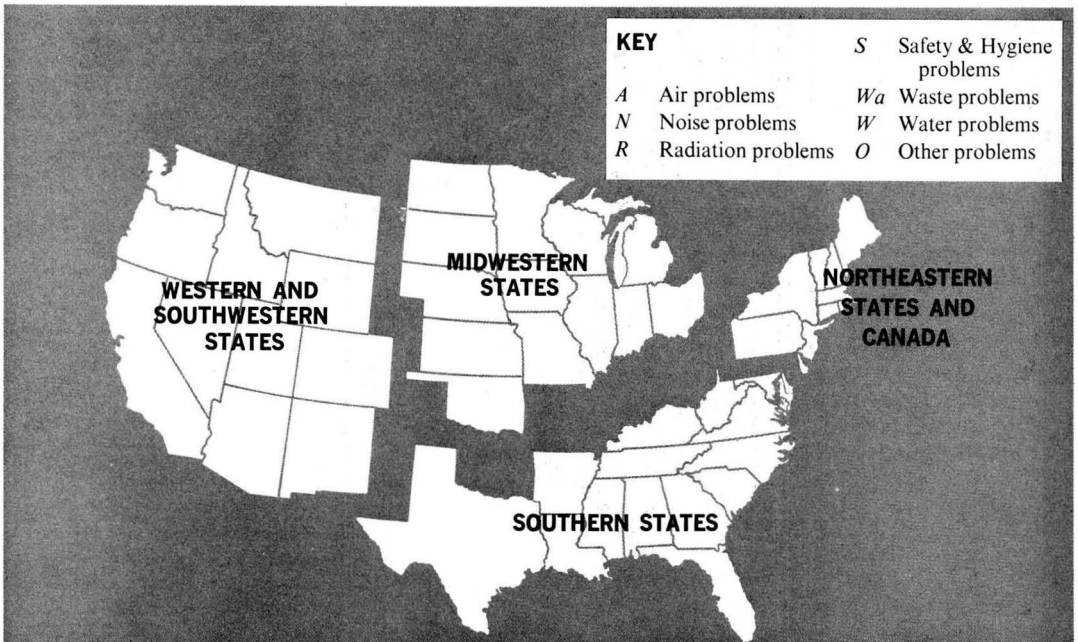 KEY
A Air problems
N Noise problems
R Radiation problems
S Safety & Hygiene
problems
Wa Waste problems
W Water problems
O Other problems
WESTERN AND
SOUTHWESTERN
STATES
MIDWESTERN
STATES
NORTHEASTERN
STATES AND
CANADA
SOUTHERN STATES